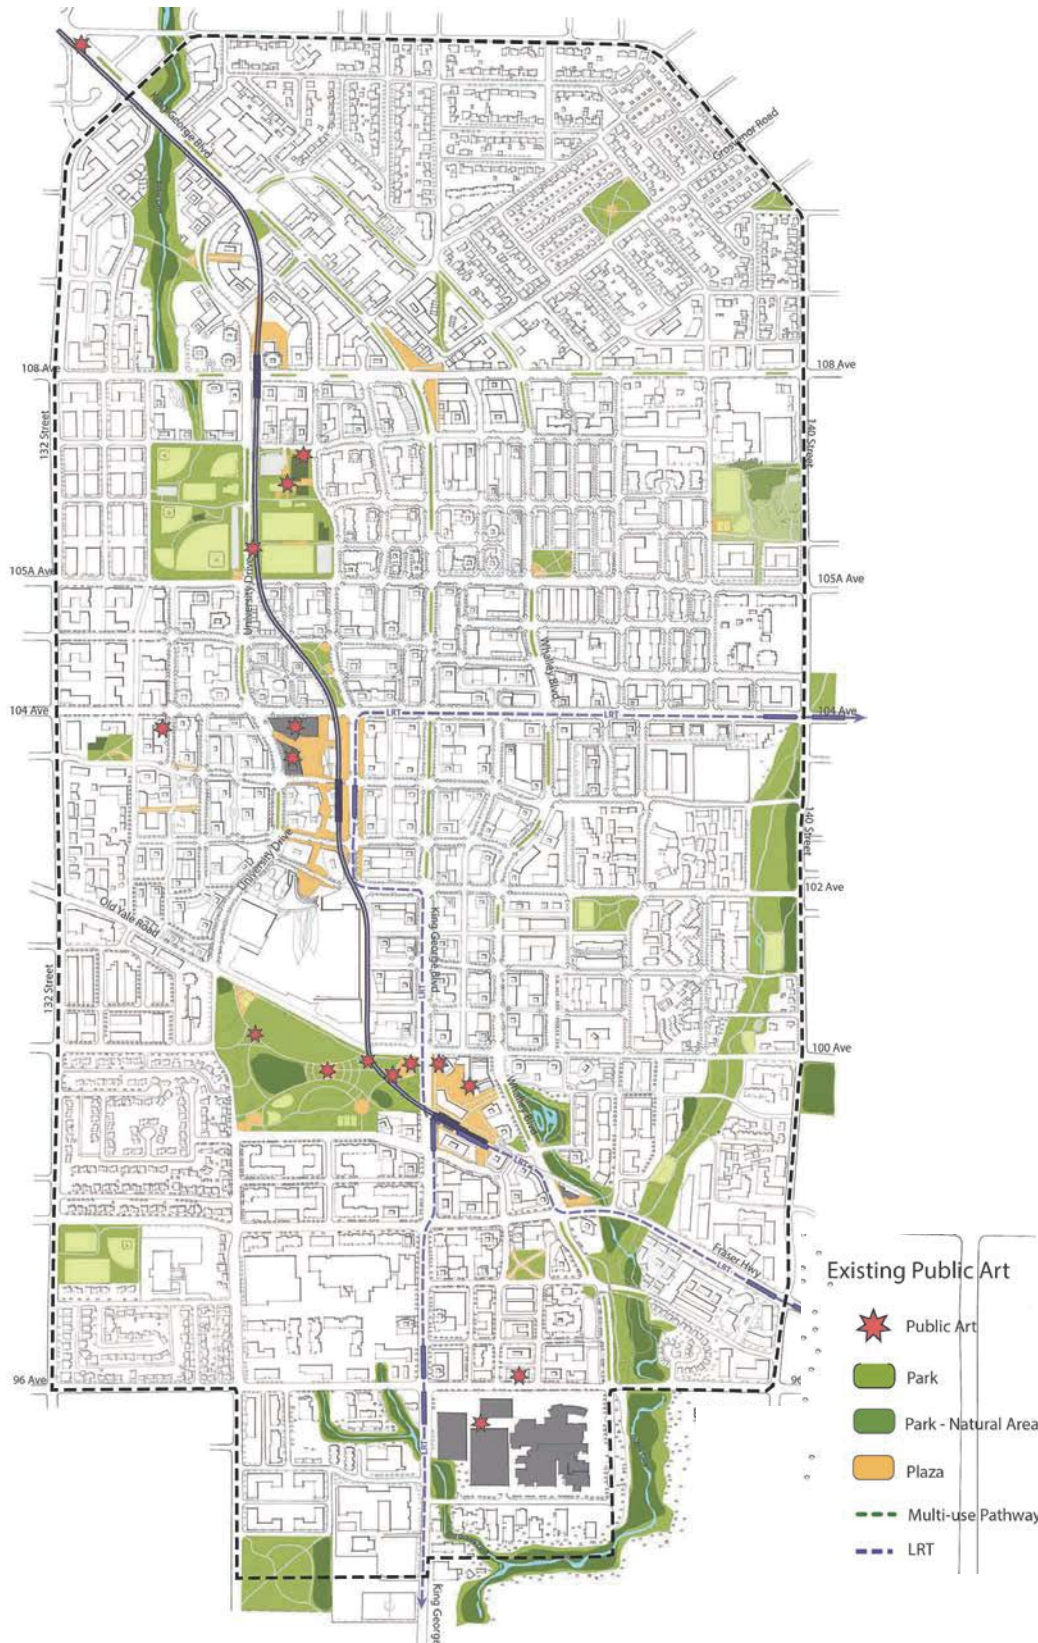 King George Blvd
Grosvenor Road
108 Ave
108 Ave
132 Street
140 Street
105A Ave
105A Ave
University Drive
Whalley Blvd
104 Ave
LRT
LRT
104 Ave
140 Street
University Drive
102 Ave
Old Yale Road
King George Blvd
132 Street
LRT
100 Ave
Whalley Blvd
LRT
Fraser Hwy
LRT
Existing Public Art
Public Art
Park
96 Ave
96
Park - Natural Area
LRT
Plaza
Multi-use Pathway
LRT
King George